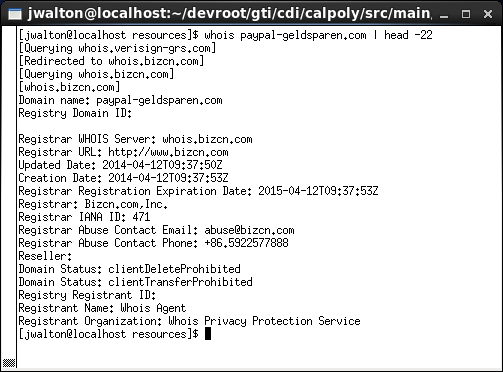 jwalton@localhost:~/devroot/gti/cdi/calpoly/src/main
[jwalton@localhost resources]$ whois paypal-geldsparen.com | head -22
[Querying whois.verisign-grs.com]
[Redirected to whois.bizcn.com]
[Querying whois.bizcn.com]
[whois.bizcn.com]
Domain name: paypal-geldsparen.com
Registry Domain ID:
Registrar WHOIS Server: whois.bizcn.com
Registrar URL: http://www.bizcn.com
Updated Date: 2014-04-12T09:37:50Z
Creation Date: 2014-04-12T09:37:53Z
Registrar Registration Expiration Date: 2015-04-12T09:37:53Z
Registrar: Bizcn.com,Inc.
Registrar IANA ID: 471
Registrar Abuse Contact Email: abuse@bizcn.com
Registrar Abuse Contact Phone: +86.5922577888
Reseller:
Domain Status: clientDeleteProhibited
Domain Status: clientTransferProhibited
Registry Registrant ID:
Registrant Name: Whois Agent
Registrant Organization: Whois Privacy Protection Service
[jwalton@localhost resources]$